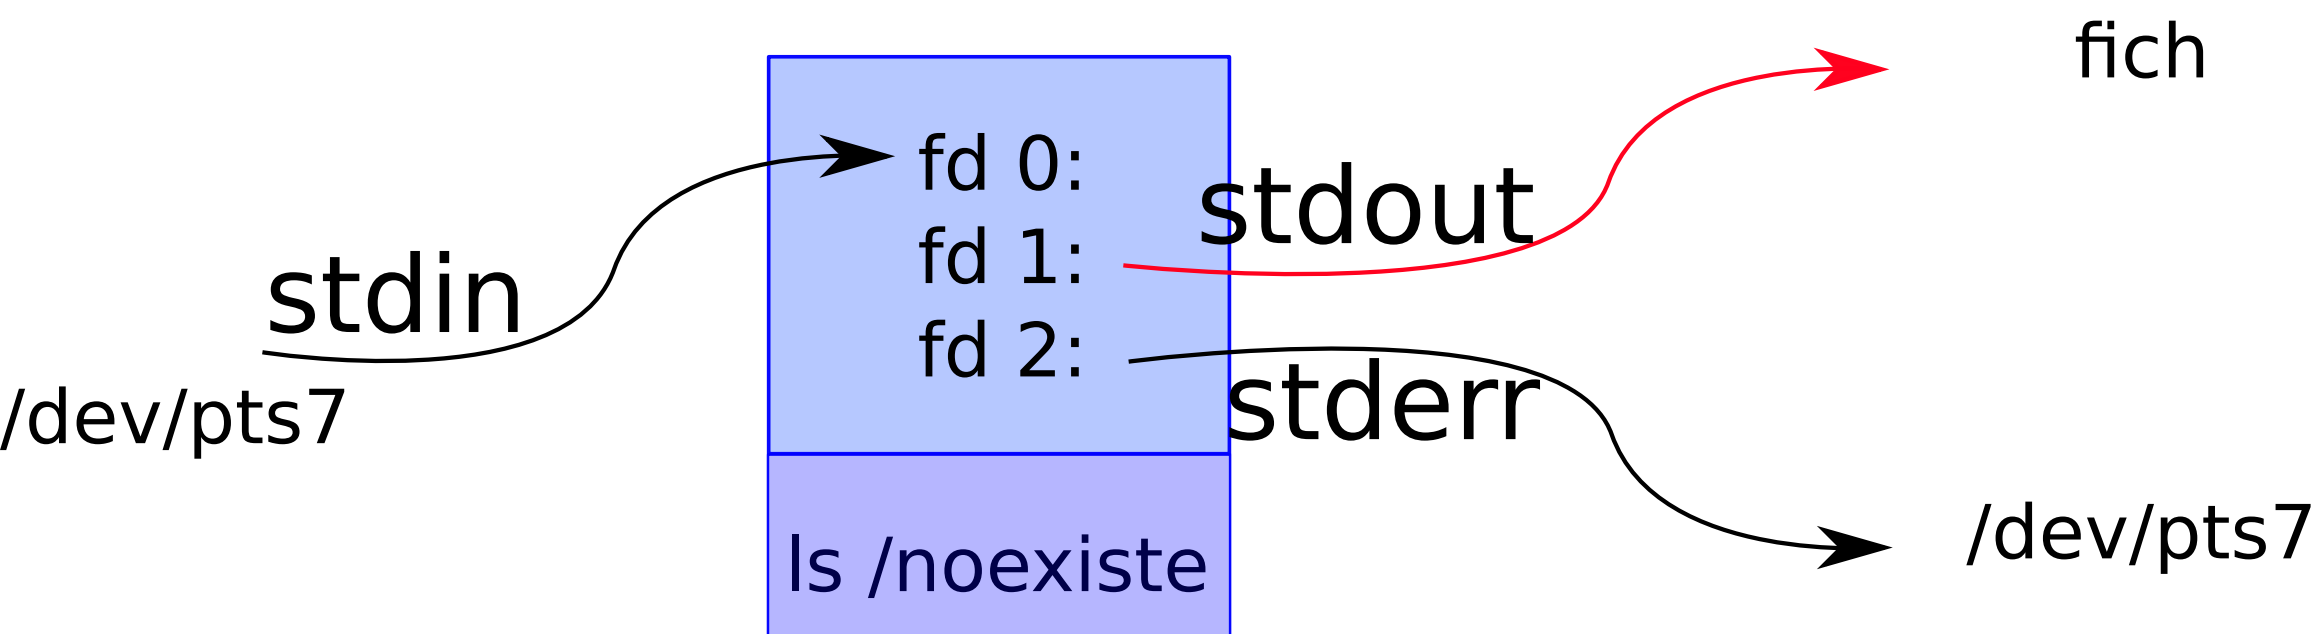 fich
fd 0:
stdout
fd 1:
stdin
fd 2:
stderr
/dev/pts7
/dev/pts7
ls /noexiste